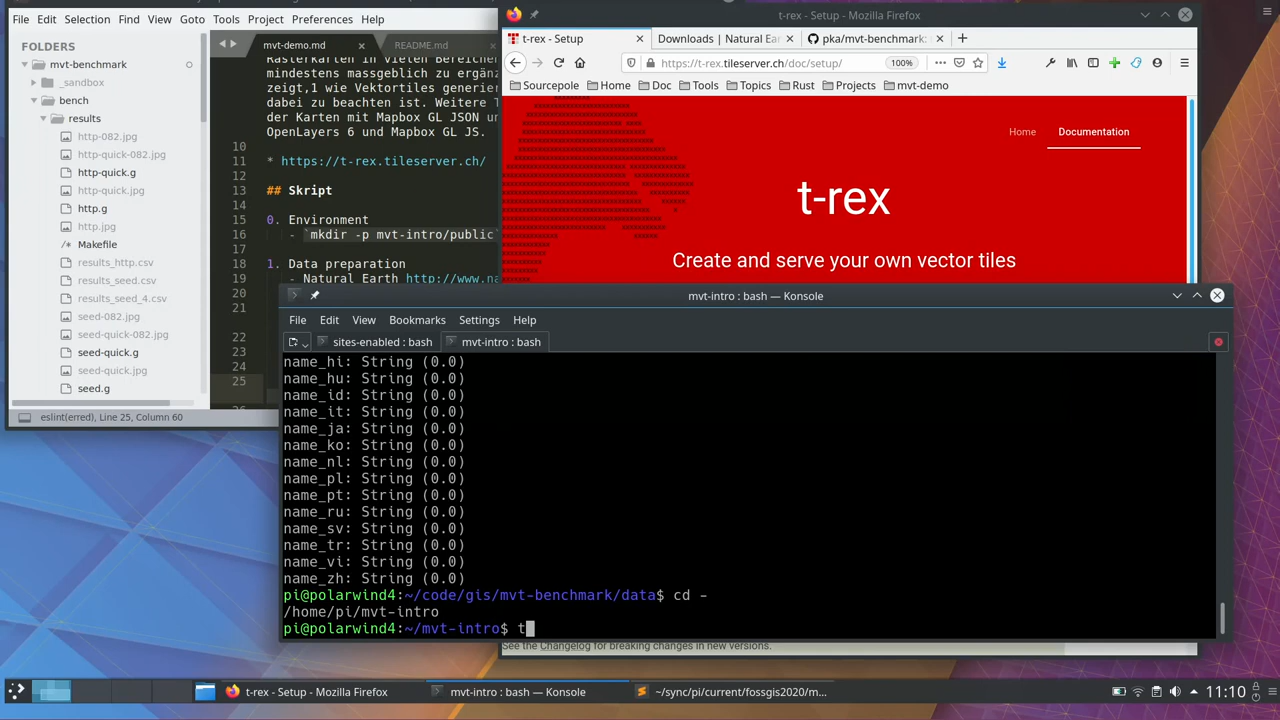 File Edit Selection Find View Goto Tools Project Preferences Help
FOLDERS
mvt-benchmark
_sandbox
bench
results
http-082.jpg
http-quick-082.jpg
http-quick.g
http-quick.jpg
http.g
http.jpg
Makefile
results_http.csv
results_seed.csv
results_seed_4.csv
seed-082.jpg
seed-quick-082.jpg
seed-quick.g
seed-quick.jpg
seed.g
eslint(erred), Line 25, Column 60
mvt-demo.md
README.md
Rasterkarten in vielen Bereichen
mindestens massgeblich zu ergänz
zeigt,1 wie Vektortiles generier
dabei zu beachten ist. Weitere T
der Karten mit Mapbox GL JSON un
OpenLayers 6 und Mapbox GL JS.
10
11 * https://t-rex.tileserver.ch/
12
13 ## Skript
14
15 0. Environment
16 - `mkdir -p mvt-intro/public`
17
18 1. Data preparation
19 - Natural Earth http://www.na
20
21
22
23
24
25
t-rex - Setup - Mozilla Firefox
t-rex - Setup
Downloads | Natural Ea
pka/mvt-benchmark:
https://t-rex.tileserver.ch/doc/setup/
100%
Sourcepole Home Doc Tools Topics Rust Projects mvt-demo
Home Documentation
t-rex
Create and serve your own vector tiles
mvt-intro : bash — Konsole
File Edit View Bookmarks Settings Help
sites-enabled : bash
mvt-intro : bash
name_hi: String (0.0)
name_hu: String (0.0)
name_id: String (0.0)
name_it: String (0.0)
name_ja: String (0.0)
name_ko: String (0.0)
name_nl: String (0.0)
name_pl: String (0.0)
name_pt: String (0.0)
name_ru: String (0.0)
name_sv: String (0.0)
name_tr: String (0.0)
name_vi: String (0.0)
name_zh: String (0.0)
pi@polarwind4:~/code/gis/mvt-benchmark/data$ cd -
/home/pi/mvt-intro
pi@polarwind4:~/mvt-intro$ t
See the Changelog for breaking changes in new versions.
t-rex - Setup - Mozilla Firefox
mvt-intro : bash — Konsole
~/sync/pi/current/fossgis2020/m...
11:10